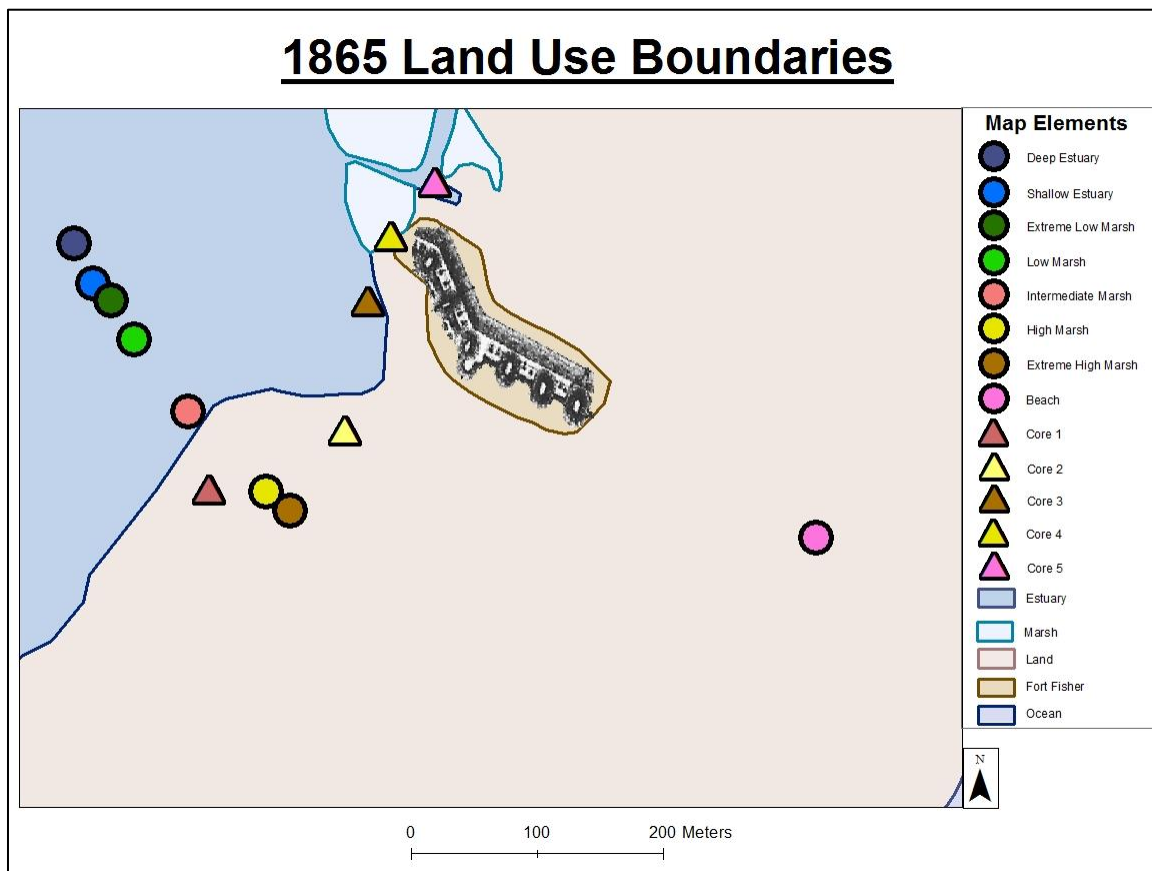 1865 Land Use Boundaries
Map Elements
Deep Estuary
Shallow Estuary
Extreme Low Marsh
Low Marsh
Intermediate Marsh
High Marsh
Extreme High Marsh
Beach
Core 1
Core 2
Core 3
Core 4
Core 5
Estuary
Marsh
Land
Fort Fisher
Ocean
N
0 100 200 Meters